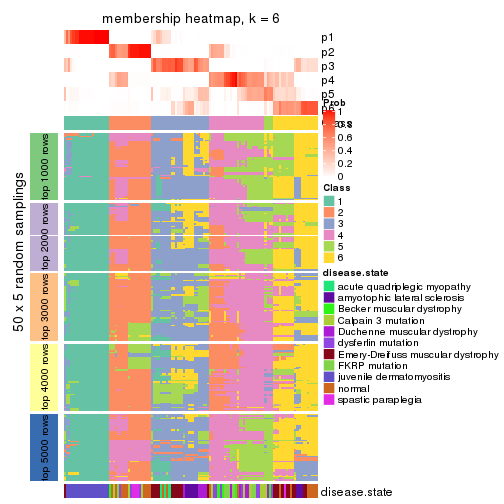 membership heatmap, k = 6
p1
p2
p3
p4
p5
Prob
1
0.8
0.6
0.4
0.2
0
Class
1
2
3
4
5
6
50 x 5 random samplings
top 1000 rows
top 2000 rows
top 3000 rows
top 4000 rows
top 5000 rows
disease.state
acute quadriplegic myopathy
amyotophic lateral sclerosis
Becker muscular dystrophy
Calpain 3 mutation
Duchenne muscular dystrophy
dysferlin mutation
Emery-Dreifuss muscular dystrophy
FKRP mutation
juvenile dermatomyositis
normal
spastic paraplegia
disease.state